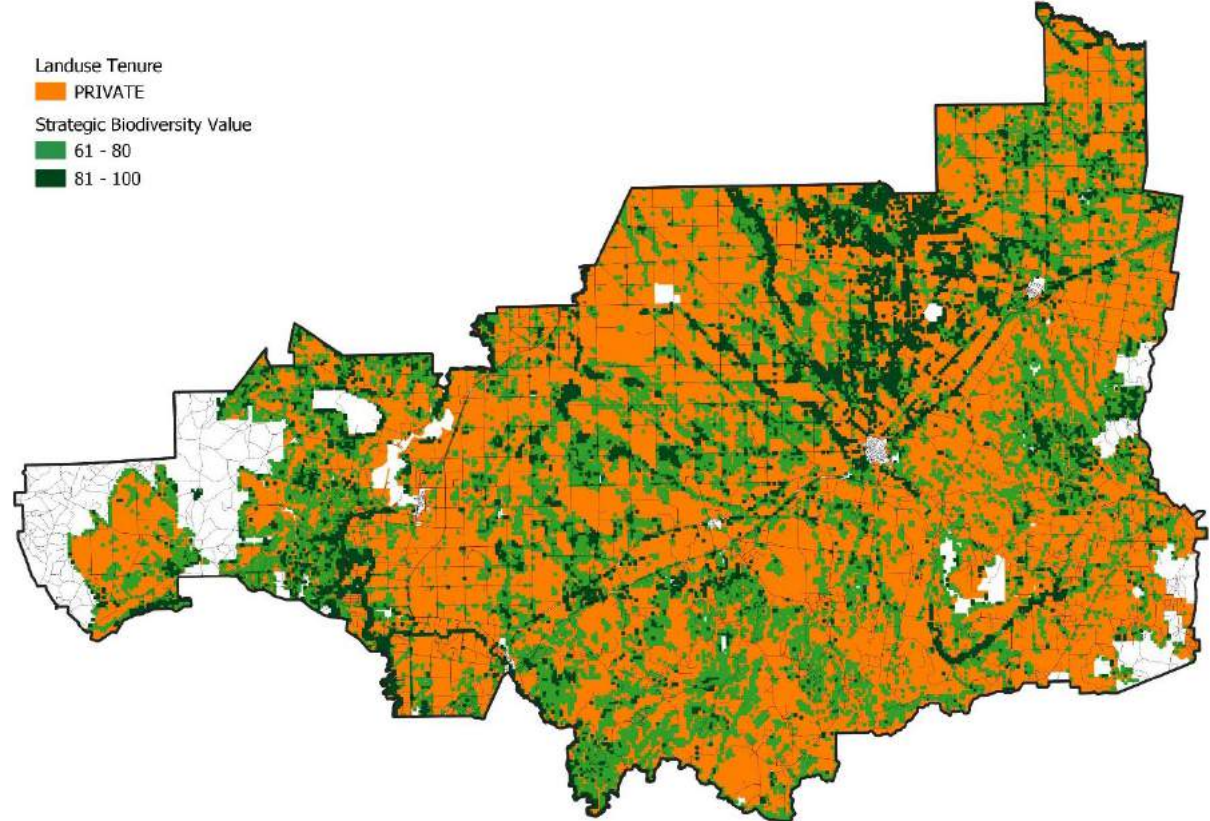 Landuse Tenure
PRIVATE
Strategic Biodiversity Value
61 - 80
81 - 100